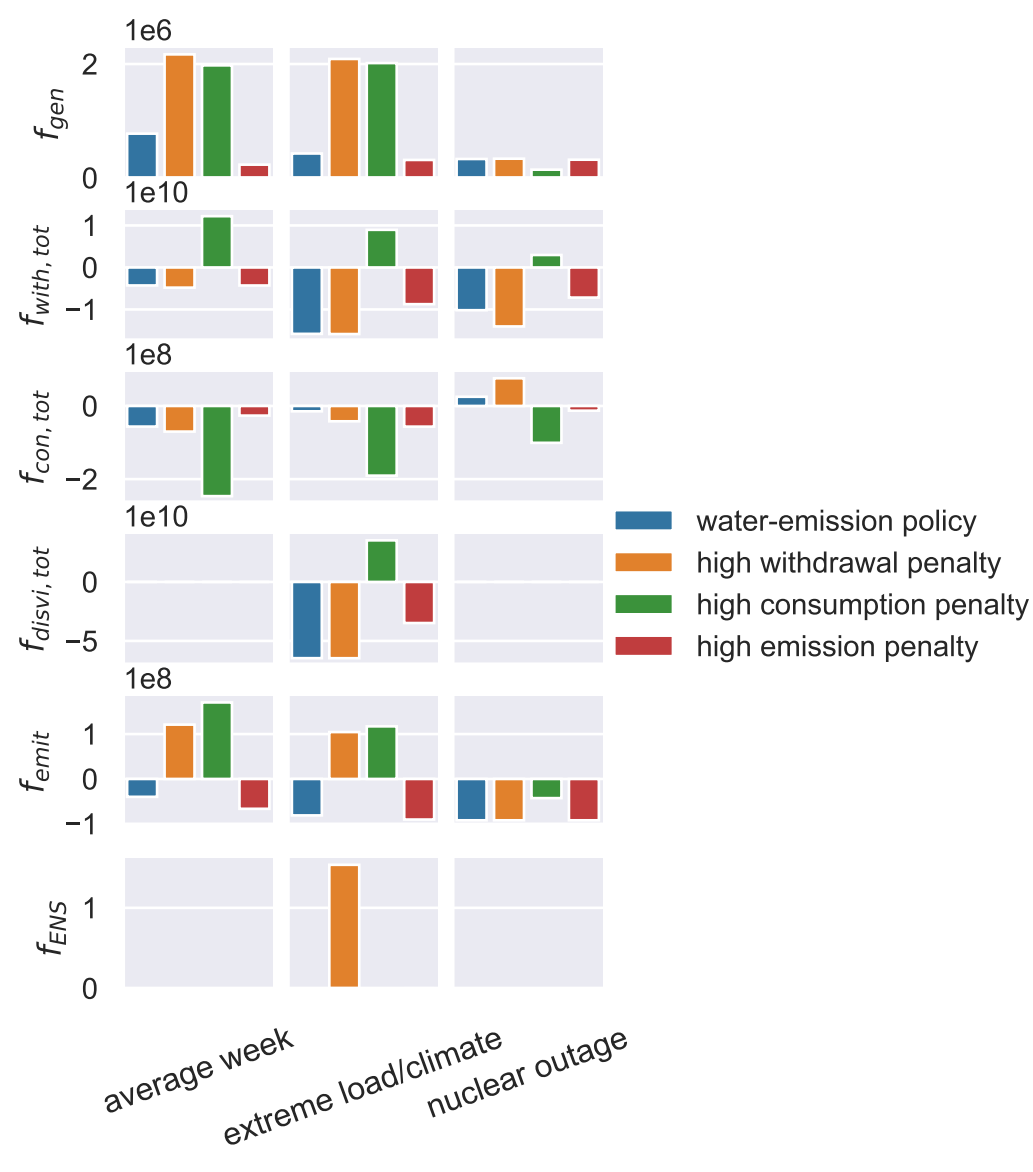 1e6
2
0
f_gen
1e10
1
0
−1
f_with, tot
1e8
0
−2
f_con, tot
1e10
0
−5
f_disvi, tot
1e8
1
0
−1
f_emit
1
0
f_ENS
average week
extreme load/climate
nuclear outage
water-emission policy
high withdrawal penalty
high consumption penalty
high emission penalty